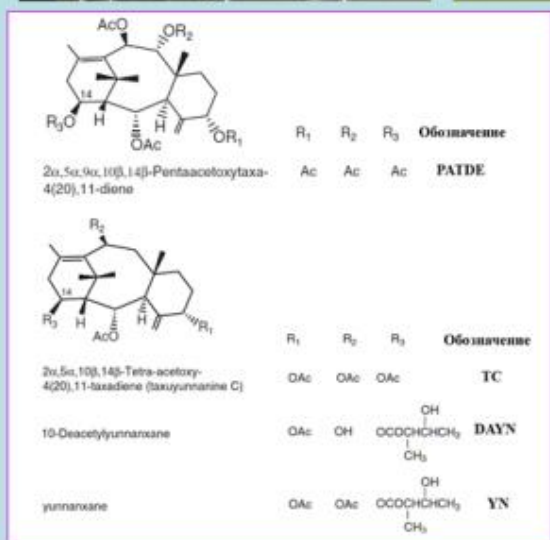 AcO
OR₂
14
R₃O
H
OAc
H
OR₁
R₁ R₂ R₃ Обозначение
2α,5α,9α,10β,14β-Pentaacetoxytaxa-
4(20),11-diene
Ac Ac Ac PATDE
R₂
14
R₃
H
AcO
H
R₁
R₁ R₂ R₃ Обозначение
2α,5α,10β,14β-Tetra-acetoxy-
4(20),11-taxadiene (taxuyunnanine C)
OAc OAc OAc TC
OH
10-Deacetylyunnanxane OAc OH OCOCHCHCH₃ DAYN
CH₃
OH
yunnanxane OAc OAc OCOCHCHCH₃ YN
CH₃